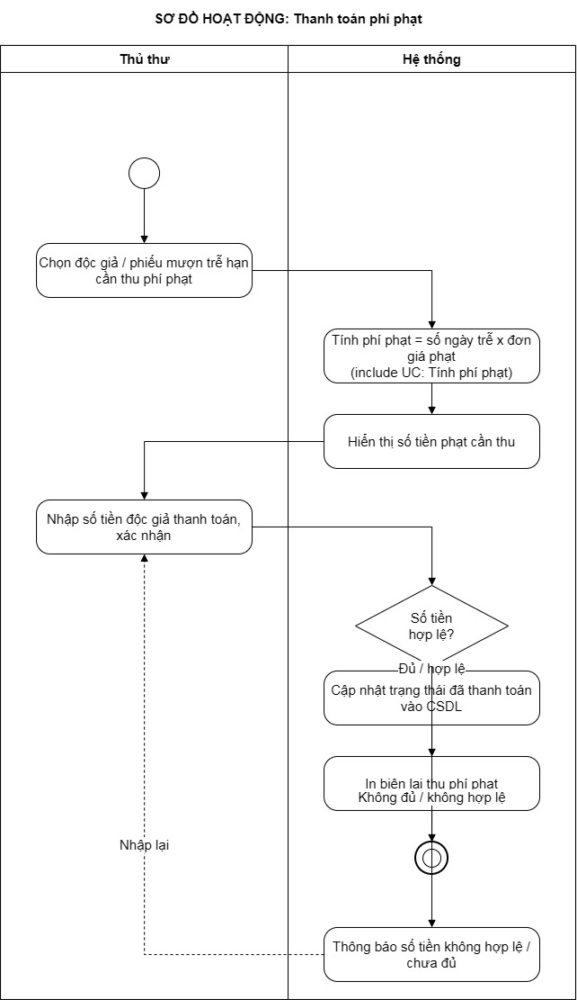 SƠ ĐỒ HOẠT ĐỘNG: Thanh toán phí phạt
Thủ thư
Hệ thống
Chọn độc giả / phiếu mượn trễ hạn
cần thu phí phạt
Tính phí phạt = số ngày trễ x đơn
giá phạt
(include UC: Tính phí phạt)
Hiển thị số tiền phạt cần thu
Nhập số tiền độc giả thanh toán,
xác nhận
Số tiền
hợp lệ?
Đủ / hợp lệ
Cập nhật trạng thái đã thanh toán
vào CSDL
In biên lai thu phí phạt
Không đủ / không hợp lệ
Nhập lại
Thông báo số tiền không hợp lệ /
chưa đủ